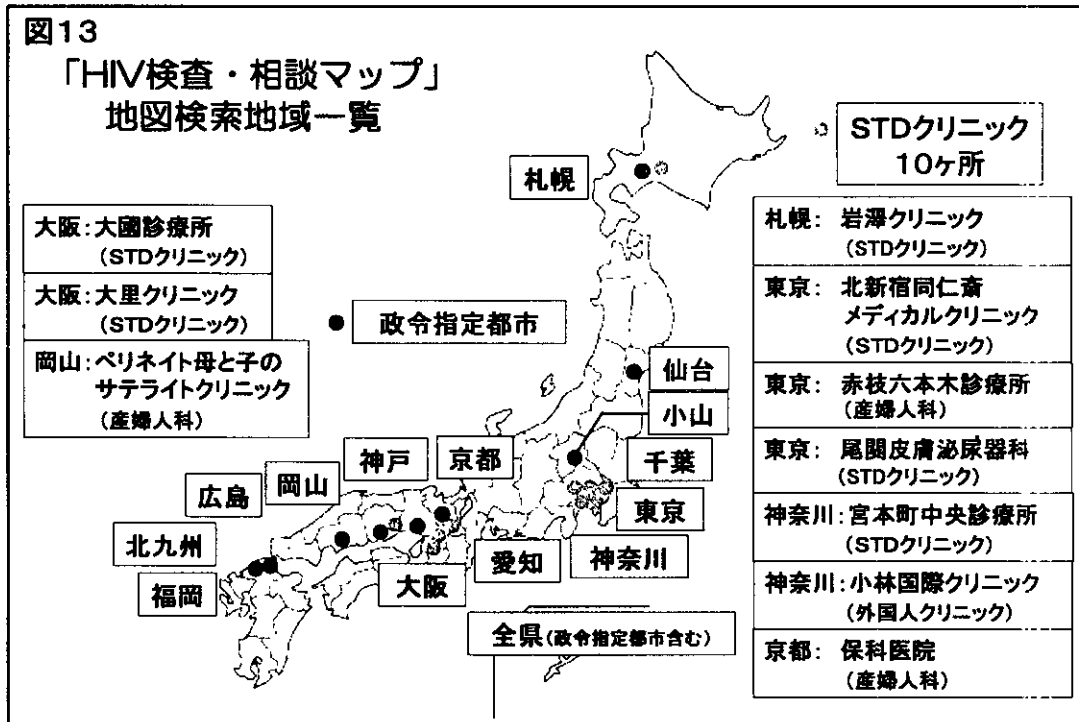 図13
「HIV検査・相談マップ」
地図検索地域一覧
STDクリニック
10ヶ所
札幌
大阪:大國診療所
(STDクリニック)
大阪:大里クリニック
(STDクリニック)
岡山:ペリネイト母と子の
サテライトクリニック
(産婦人科)
政令指定都市
仙台
小山
千葉
東京
神奈川
愛知
京都
神戸
大阪
岡山
広島
北九州
福岡
全県(政令指定都市含む)
札幌: 岩澤クリニック
(STDクリニック)
東京: 北新宿同仁斎
メディカルクリニック
(STDクリニック)
東京: 赤枝六本木診療所
(産婦人科)
東京: 尾関皮膚泌尿器科
(STDクリニック)
神奈川:宮本町中央診療所
(STDクリニック)
神奈川:小林国際クリニック
(外国人クリニック)
京都: 保科医院
(産婦人科)